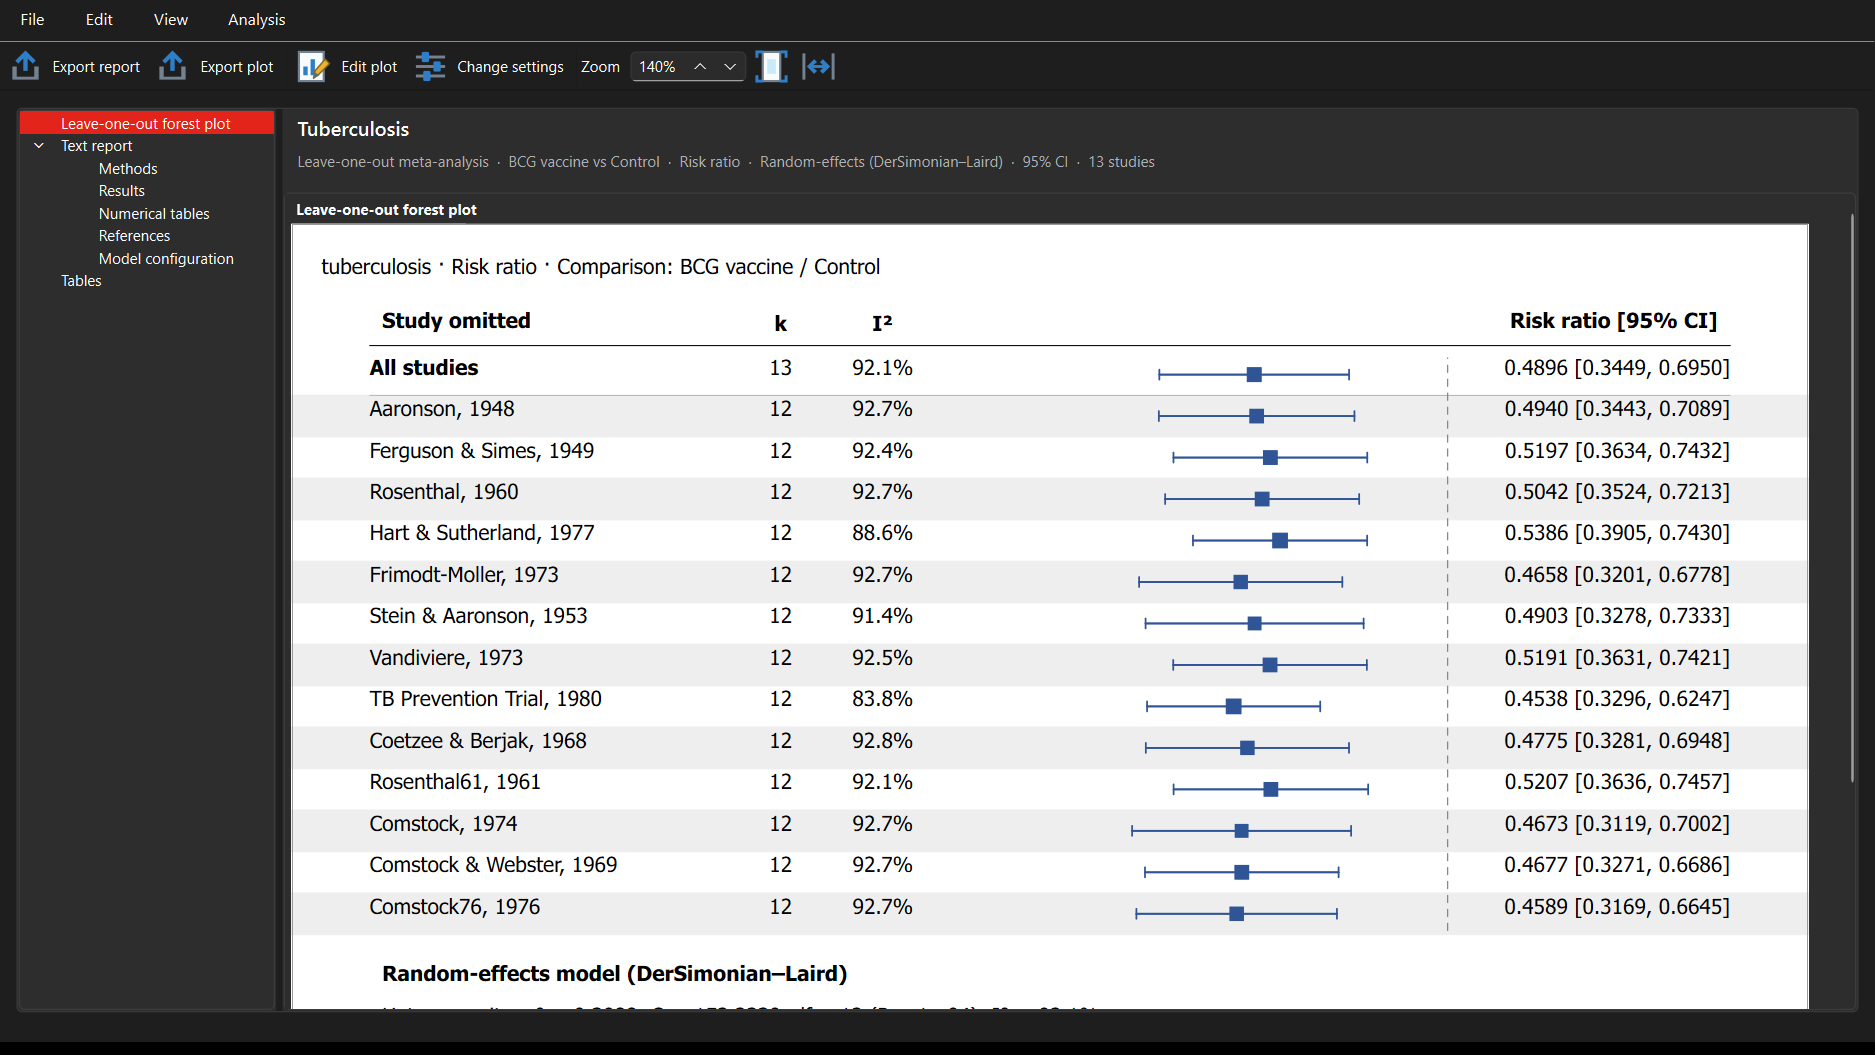 File Edit View Analysis
Export report Export plot Edit plot Change settings Zoom 140%
Leave-one-out forest plot
Text report
Methods
Results
Numerical tables
References
Model configuration
Tables
Tuberculosis
Leave-one-out meta-analysis · BCG vaccine vs Control · Risk ratio · Random-effects (DerSimonian–Laird) · 95% CI · 13 studies
Leave-one-out forest plot
tuberculosis · Risk ratio · Comparison: BCG vaccine / Control
Study omitted k I² Risk ratio [95% CI]
All studies 13 92.1% 0.4896 [0.3449, 0.6950]
Aaronson, 1948 12 92.7% 0.4940 [0.3443, 0.7089]
Ferguson & Simes, 1949 12 92.4% 0.5197 [0.3634, 0.7432]
Rosenthal, 1960 12 92.7% 0.5042 [0.3524, 0.7213]
Hart & Sutherland, 1977 12 88.6% 0.5386 [0.3905, 0.7430]
Frimodt-Moller, 1973 12 92.7% 0.4658 [0.3201, 0.6778]
Stein & Aaronson, 1953 12 91.4% 0.4903 [0.3278, 0.7333]
Vandiviere, 1973 12 92.5% 0.5191 [0.3631, 0.7421]
TB Prevention Trial, 1980 12 83.8% 0.4538 [0.3296, 0.6247]
Coetzee & Berjak, 1968 12 92.8% 0.4775 [0.3281, 0.6948]
Rosenthal61, 1961 12 92.1% 0.5207 [0.3636, 0.7457]
Comstock, 1974 12 92.7% 0.4673 [0.3119, 0.7002]
Comstock & Webster, 1969 12 92.7% 0.4677 [0.3271, 0.6686]
Comstock76, 1976 12 92.7% 0.4589 [0.3169, 0.6645]
Random-effects model (DerSimonian–Laird)